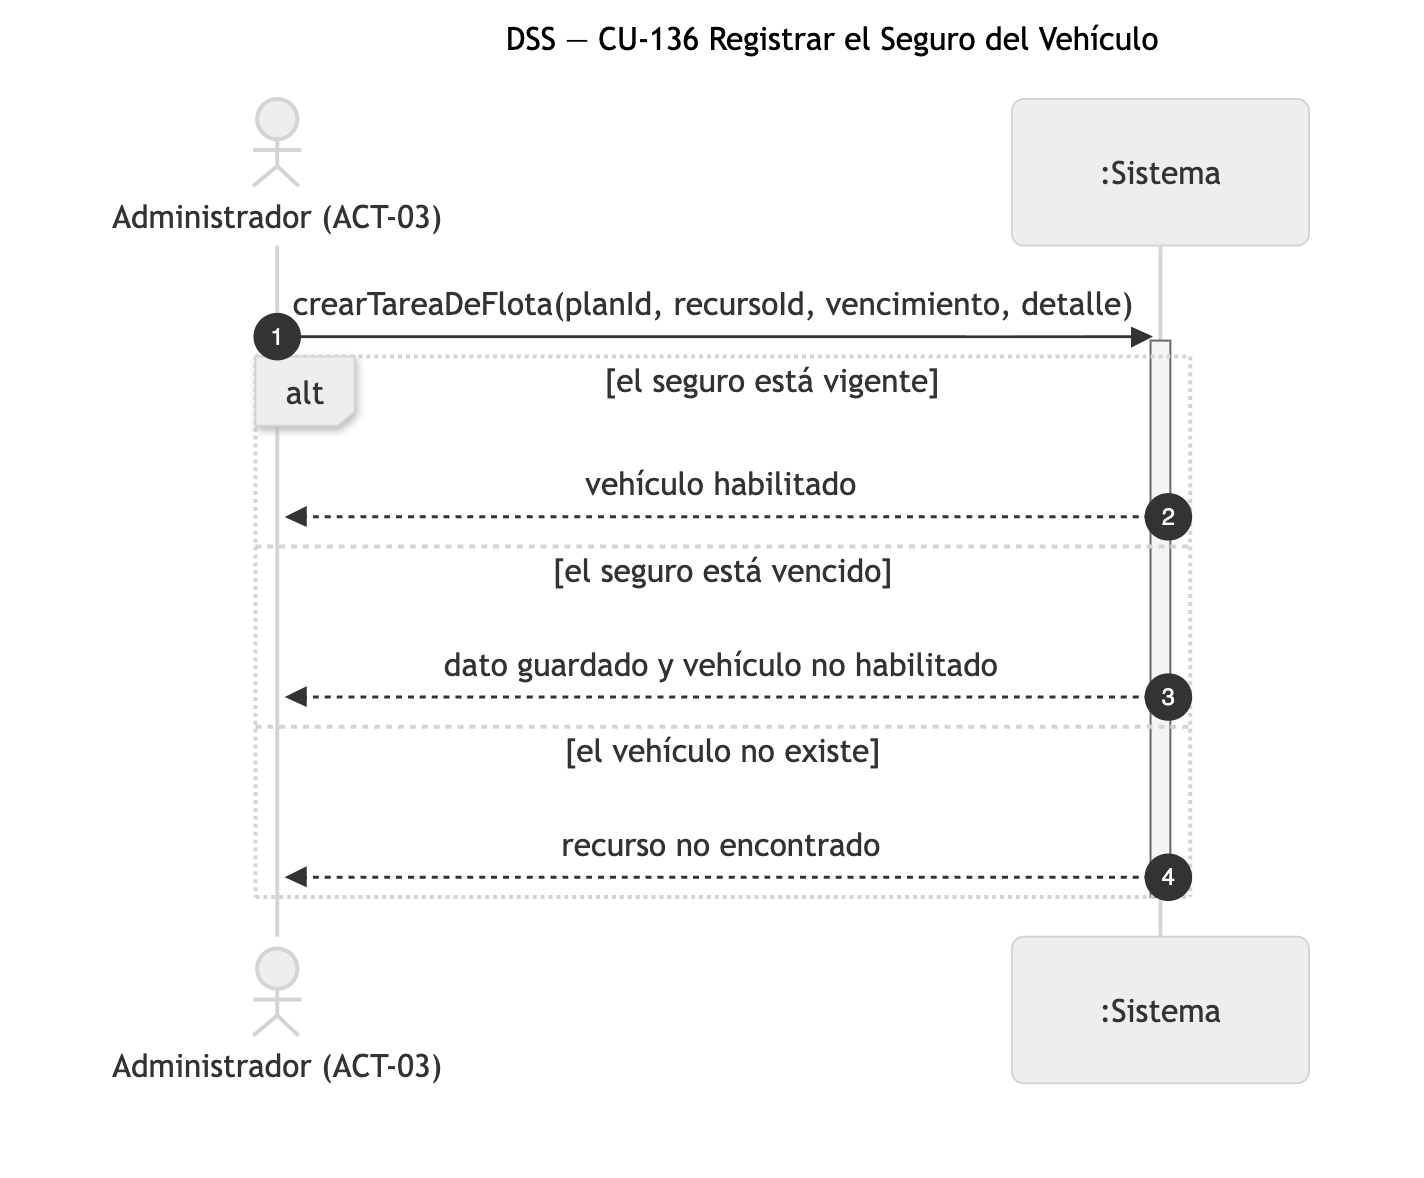 DSS — CU-136 Registrar el Seguro del Vehículo
Administrador (ACT-03)
:Sistema
crearTareaDeFlota(planId, recursoId, vencimiento, detalle)
1
alt
[el seguro está vigente]
vehículo habilitado
2
[el seguro está vencido]
dato guardado y vehículo no habilitado
3
[el vehículo no existe]
recurso no encontrado
4
Administrador (ACT-03)
:Sistema